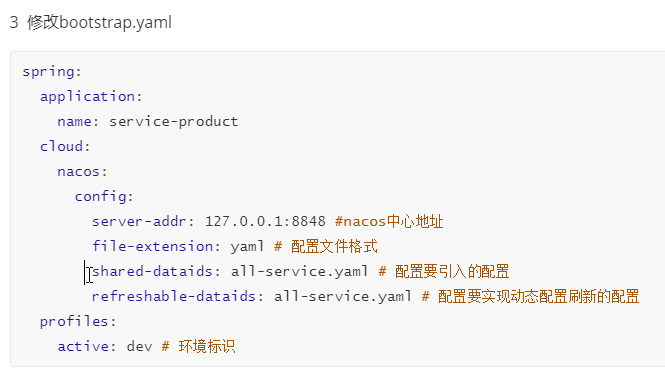 3 修改bootstrap.yaml
spring:
  application:
    name: service-product
  cloud:
    nacos:
      config:
        server-addr: 127.0.0.1:8848 #nacos中心地址
        file-extension: yaml # 配置文件格式
        shared-dataids: all-service.yaml # 配置要引入的配置
        refreshable-dataids: all-service.yaml # 配置要实现动态配置刷新的配置
  profiles:
    active: dev # 环境标识